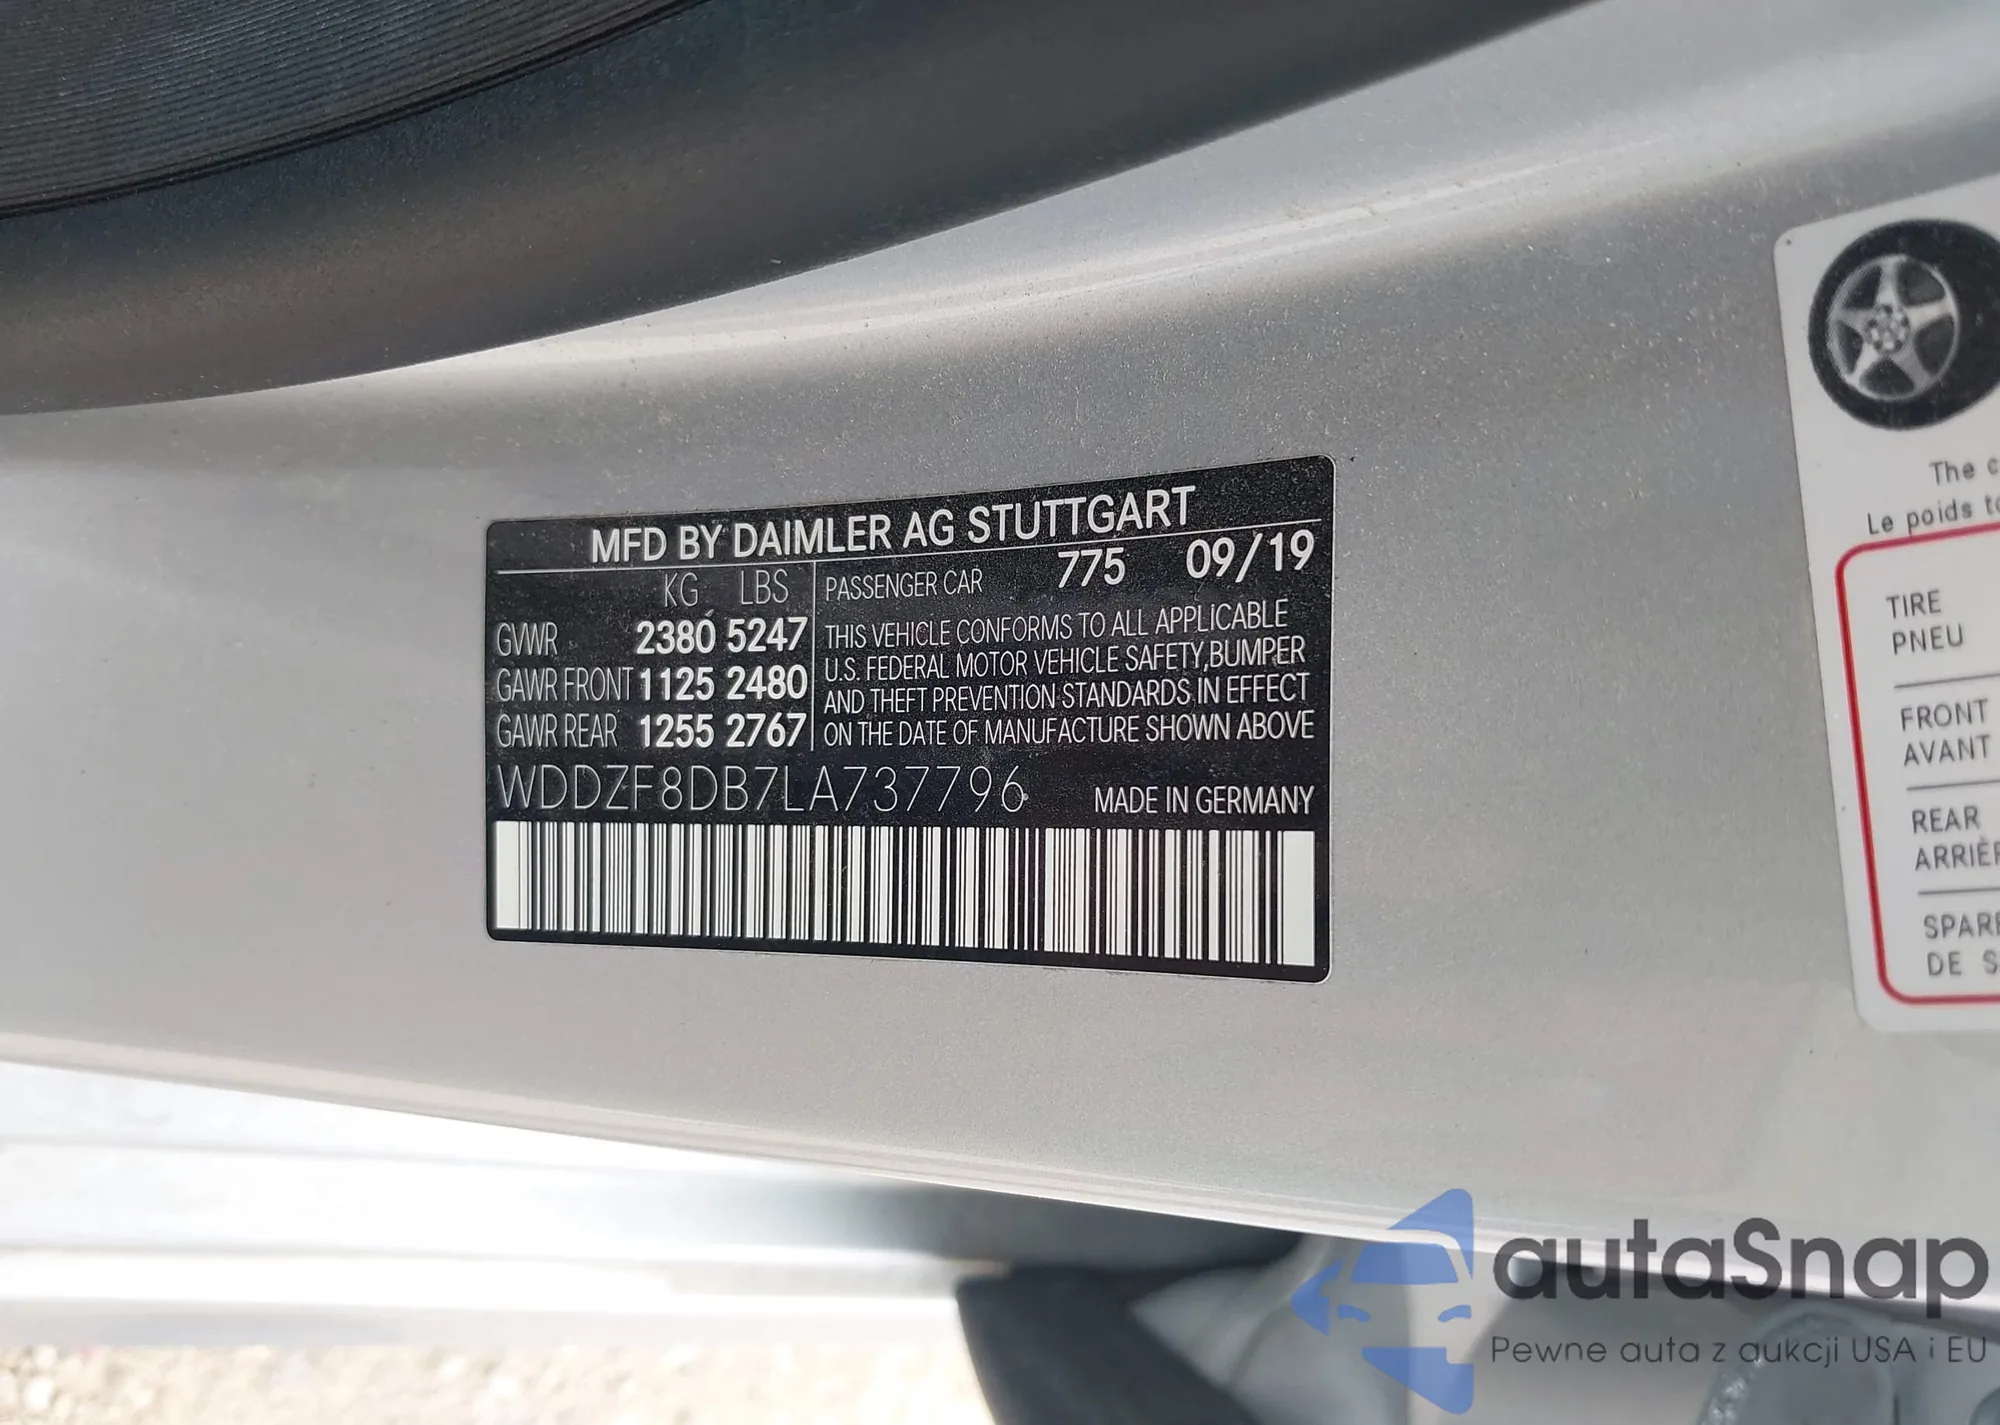 MFD BY DAIMLER AG STUTTGART
KG LBS
GVWR 2380 5247
GAWR FRONT 1125 2480
GAWR REAR 1255 2767
PASSENGER CAR 775 09/19
THIS VEHICLE CONFORMS TO ALL APPLICABLE
U.S. FEDERAL MOTOR VEHICLE SAFETY,BUMPER
AND THEFT PREVENTION STANDARDS IN EFFECT
ON THE DATE OF MANUFACTURE SHOWN ABOVE
WDDZF8DB7LA737796 MADE IN GERMANY
The
Le poids
TIRE
PNEU
FRONT
AVANT
REAR
SPARE
DE
autaSnap
Pewne auta z aukcji USA i EU